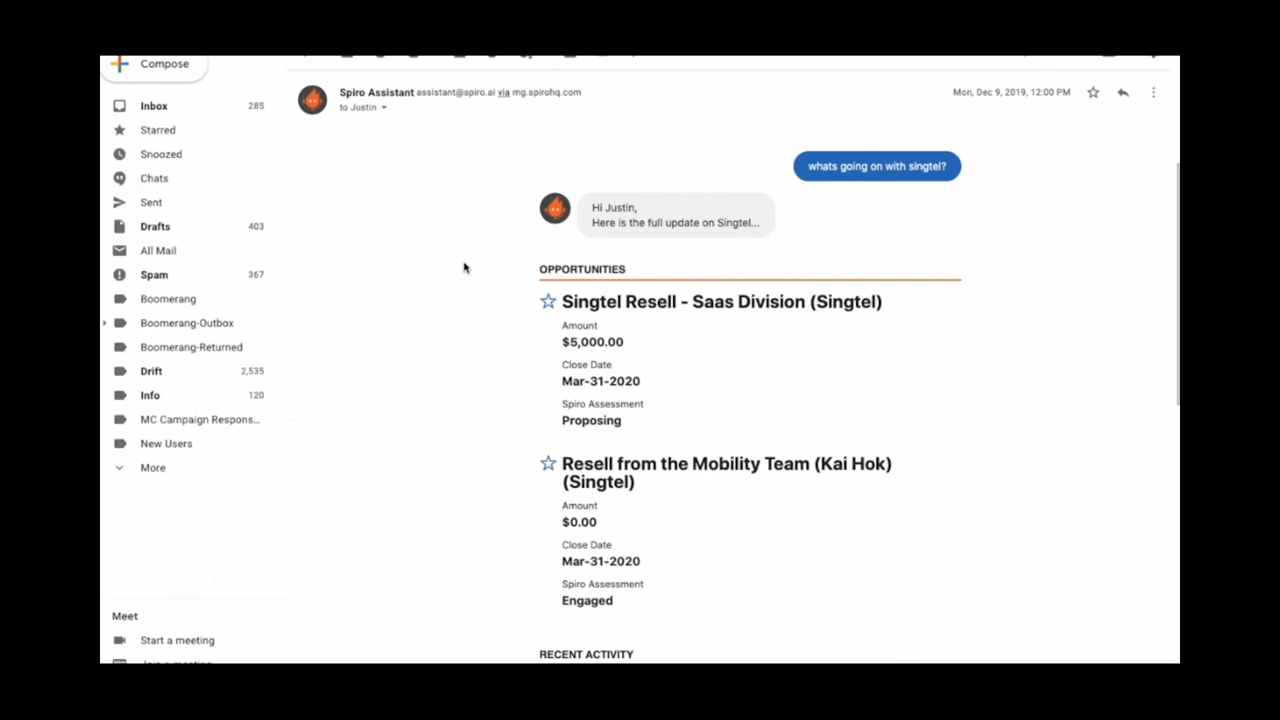 Compose
Inbox 285
Starred
Snoozed
Chats
Sent
Drafts 403
All Mail
Spam 367
Boomerang
Boomerang-Outbox
Boomerang-Returned
Drift 2,535
Info 120
MC Campaign Respons...
New Users
More
Meet
Start a meeting
Join a meeting
Spiro Assistant assistant@spiro.ai via mg.spirohq.com
Mon, Dec 9, 2019, 12:00 PM
to Justin
whats going on with singtel?
Hi Justin,
Here is the full update on Singtel...
OPPORTUNITIES
Singtel Resell - Saas Division (Singtel)
Amount
$5,000.00
Close Date
Mar-31-2020
Spiro Assessment
Proposing
Resell from the Mobility Team (Kai Hok)
(Singtel)
Amount
$0.00
Close Date
Mar-31-2020
Spiro Assessment
Engaged
RECENT ACTIVITY